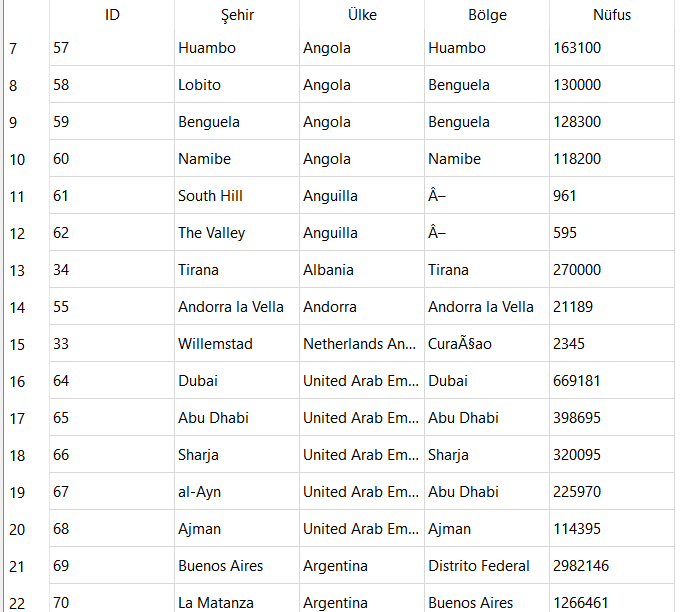 ID Şehir Ülke Bölge Nüfus
7 57 Huambo Angola Huambo 163100
8 58 Lobito Angola Benguela 130000
9 59 Benguela Angola Benguela 128300
10 60 Namibe Angola Namibe 118200
11 61 South Hill Anguilla Â– 961
12 62 The Valley Anguilla Â– 595
13 34 Tirana Albania Tirana 270000
14 55 Andorra la Vella Andorra Andorra la Vella 21189
15 33 Willemstad Netherlands An... CuraÃ§ao 2345
16 64 Dubai United Arab Em... Dubai 669181
17 65 Abu Dhabi United Arab Em... Abu Dhabi 398695
18 66 Sharja United Arab Em... Sharja 320095
19 67 al-Ayn United Arab Em... Abu Dhabi 225970
20 68 Ajman United Arab Em... Ajman 114395
21 69 Buenos Aires Argentina Distrito Federal 2982146
22 70 La Matanza Argentina Buenos Aires 1266461